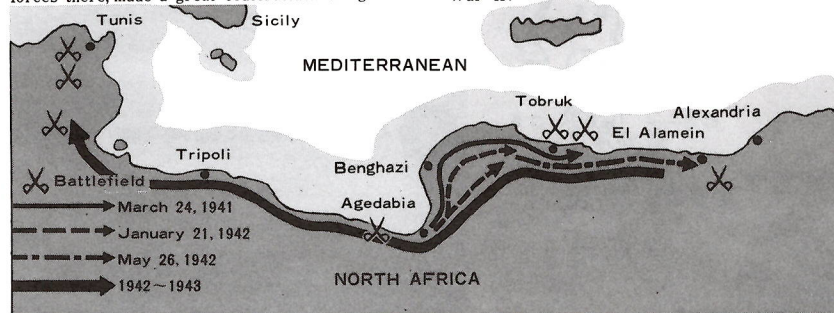 Tunis
Sicily
MEDITERRANEAN
Tobruk
Alexandria
El Alamein
Tripoli
Benghazi
Battlefield
Agedabia
March 24, 1941
January 21, 1942
May 26, 1942
1942~1943
NORTH AFRICA